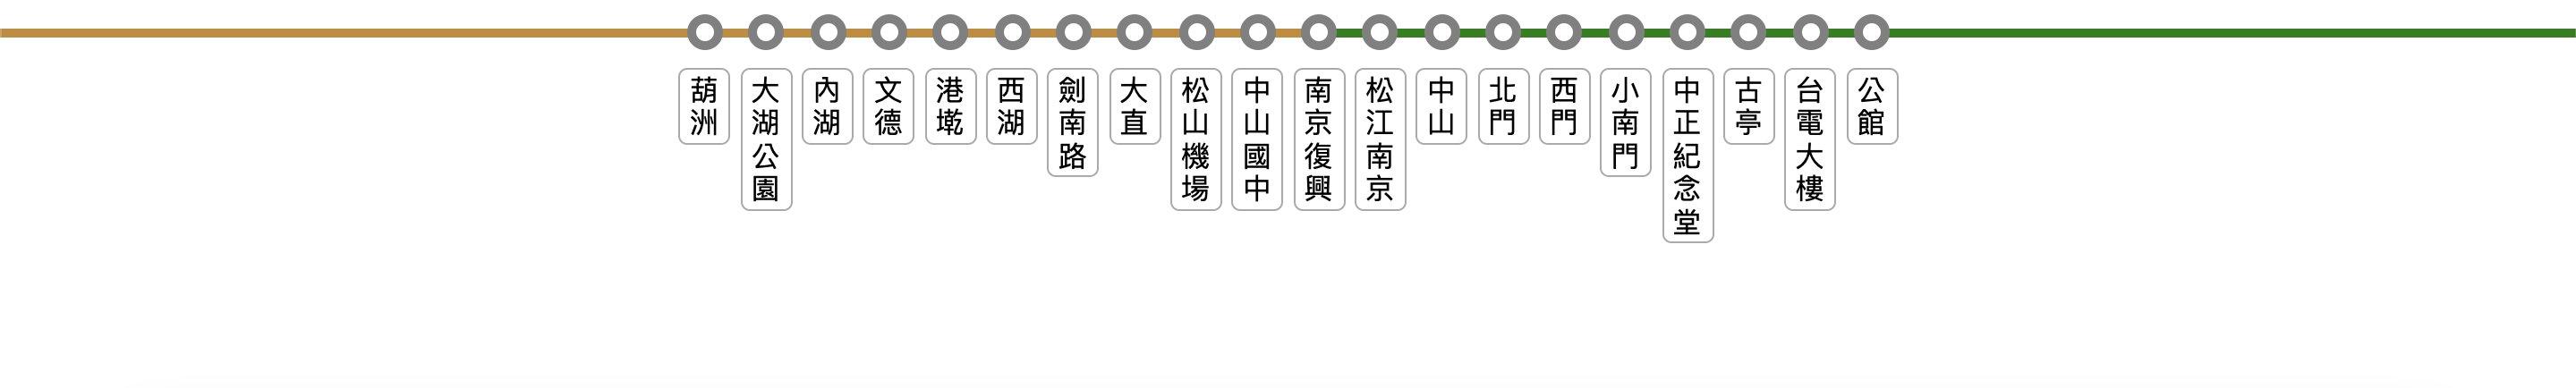 葫洲
大湖公園
內湖
文德
港墘
西湖
劍南路
大直
松山機場
中山國中
南京復興
松江南京
中山
北門
西門
小南門
中正紀念堂
古亭
台電大樓
公館